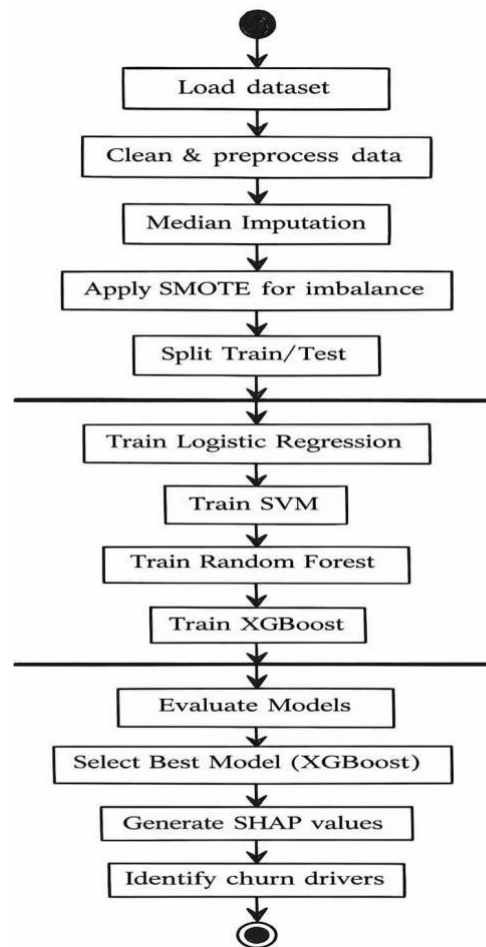 Load dataset
Clean & preprocess data
Median Imputation
Apply SMOTE for imbalance
Split Train/Test
Train Logistic Regression
Train SVM
Train Random Forest
Train XGBoost
Evaluate Models
Select Best Model (XGBoost)
Generate SHAP values
Identify churn drivers